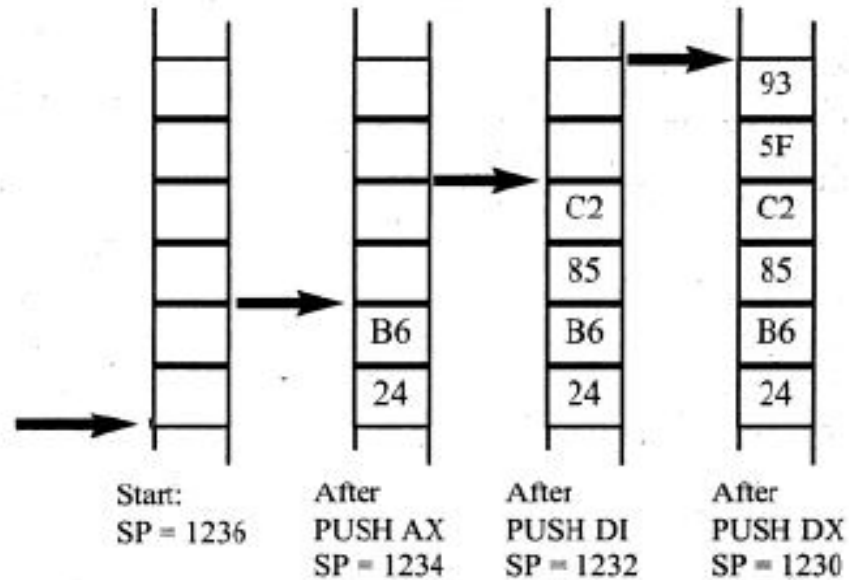 93
5F
C2
C2
85
85
B6
B6
B6
24
24
24
Start:
SP = 1236
After
PUSH AX
SP = 1234
After
PUSH DI
SP = 1232
After
PUSH DX
SP = 1230